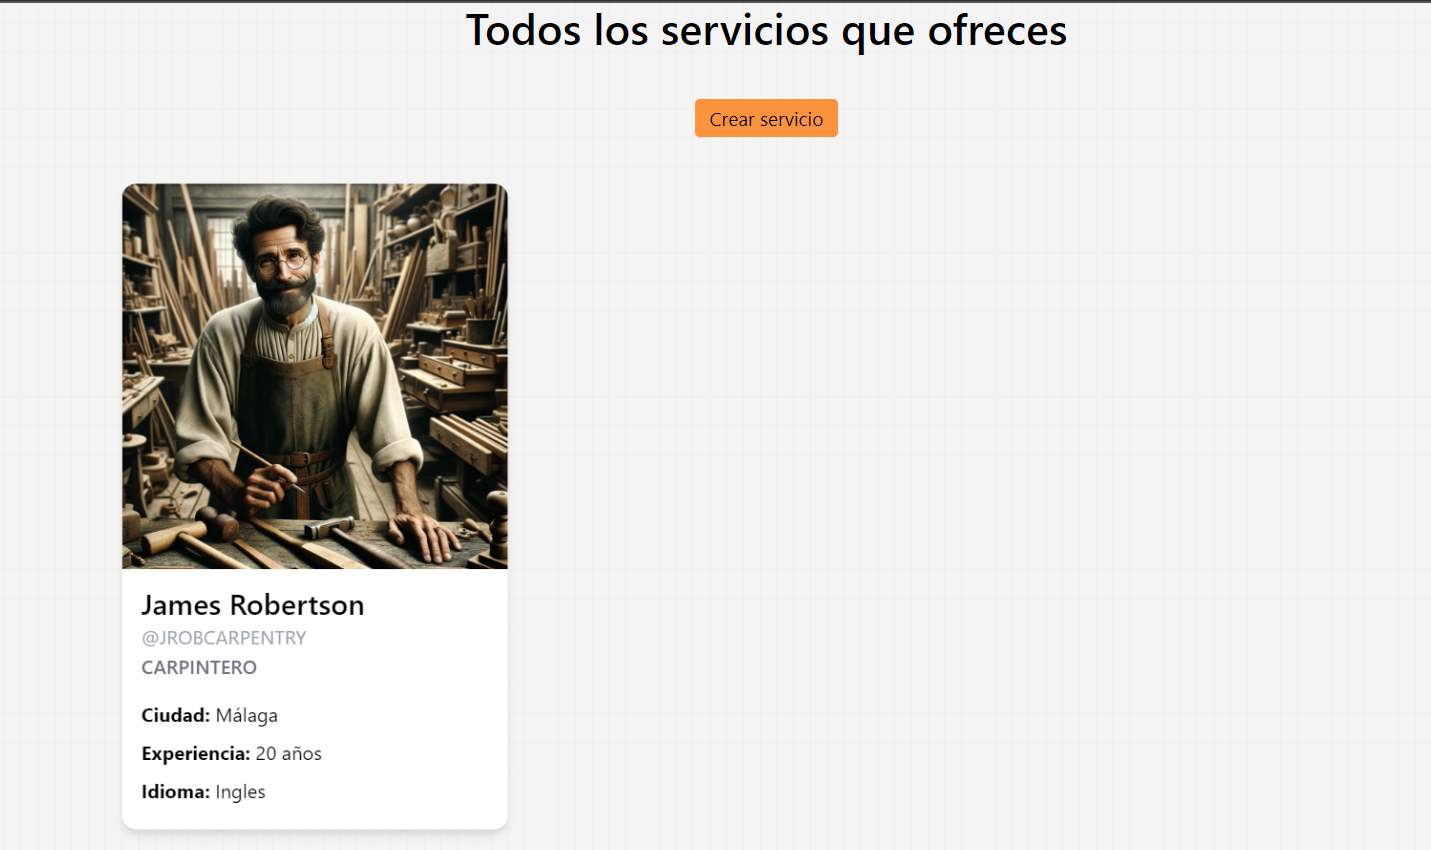 Todos los servicios que ofreces
Crear servicio
James Robertson
@JROBCARPENTRY
CARPINTERO
Ciudad: Málaga
Experiencia: 20 años
Idioma: Ingles